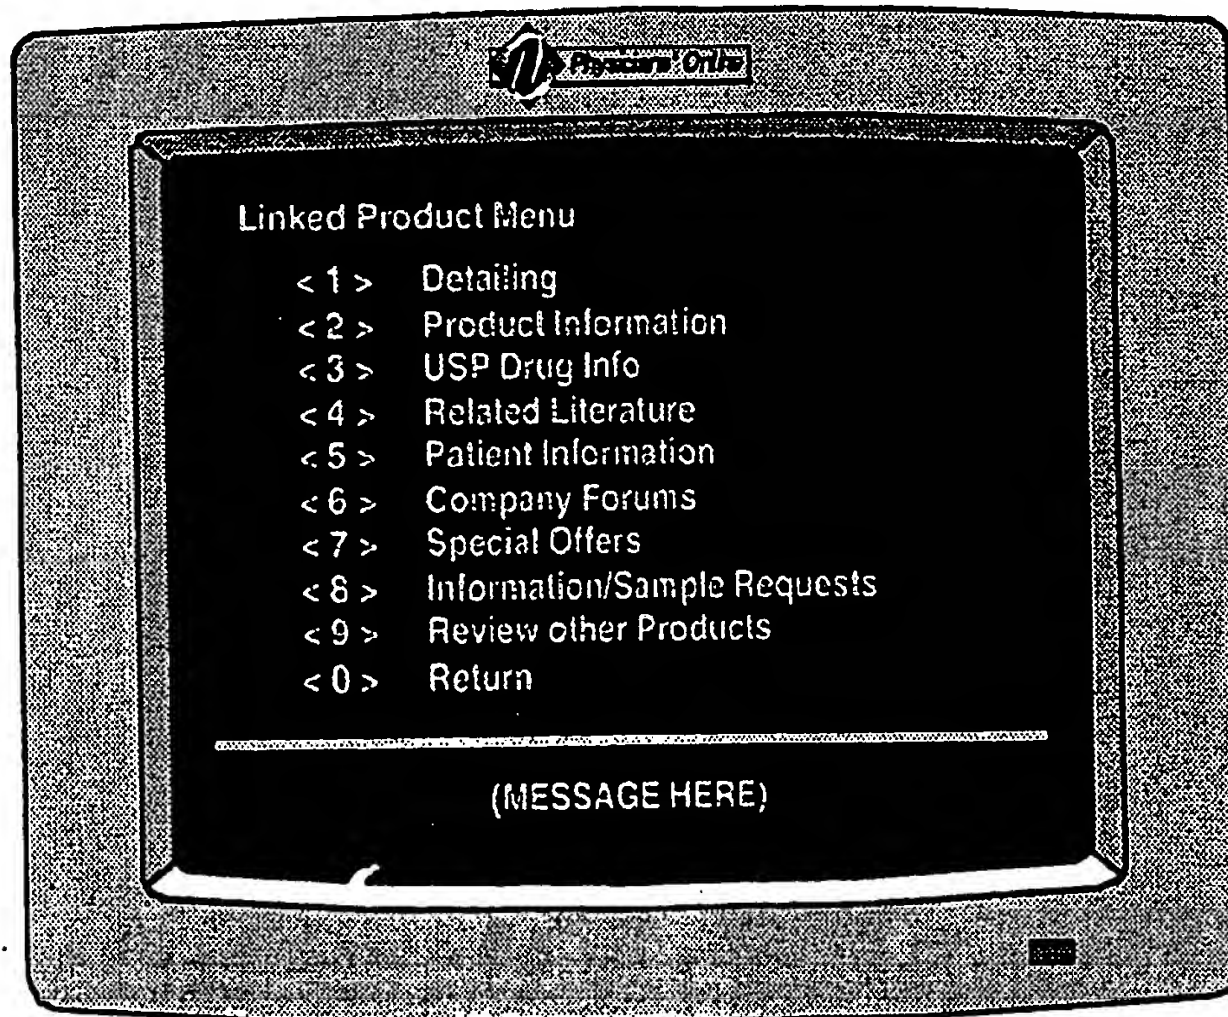 Physicians' Online
Linked Product Menu
< 1 > Detailing
< 2 > Product Information
< 3 > USP Drug Info
< 4 > Related Literature
< 5 > Patient Information
< 6 > Company Forums
< 7 > Special Offers
< 8 > Information/Sample Requests
< 9 > Review other Products
< 0 > Return
(MESSAGE HERE)